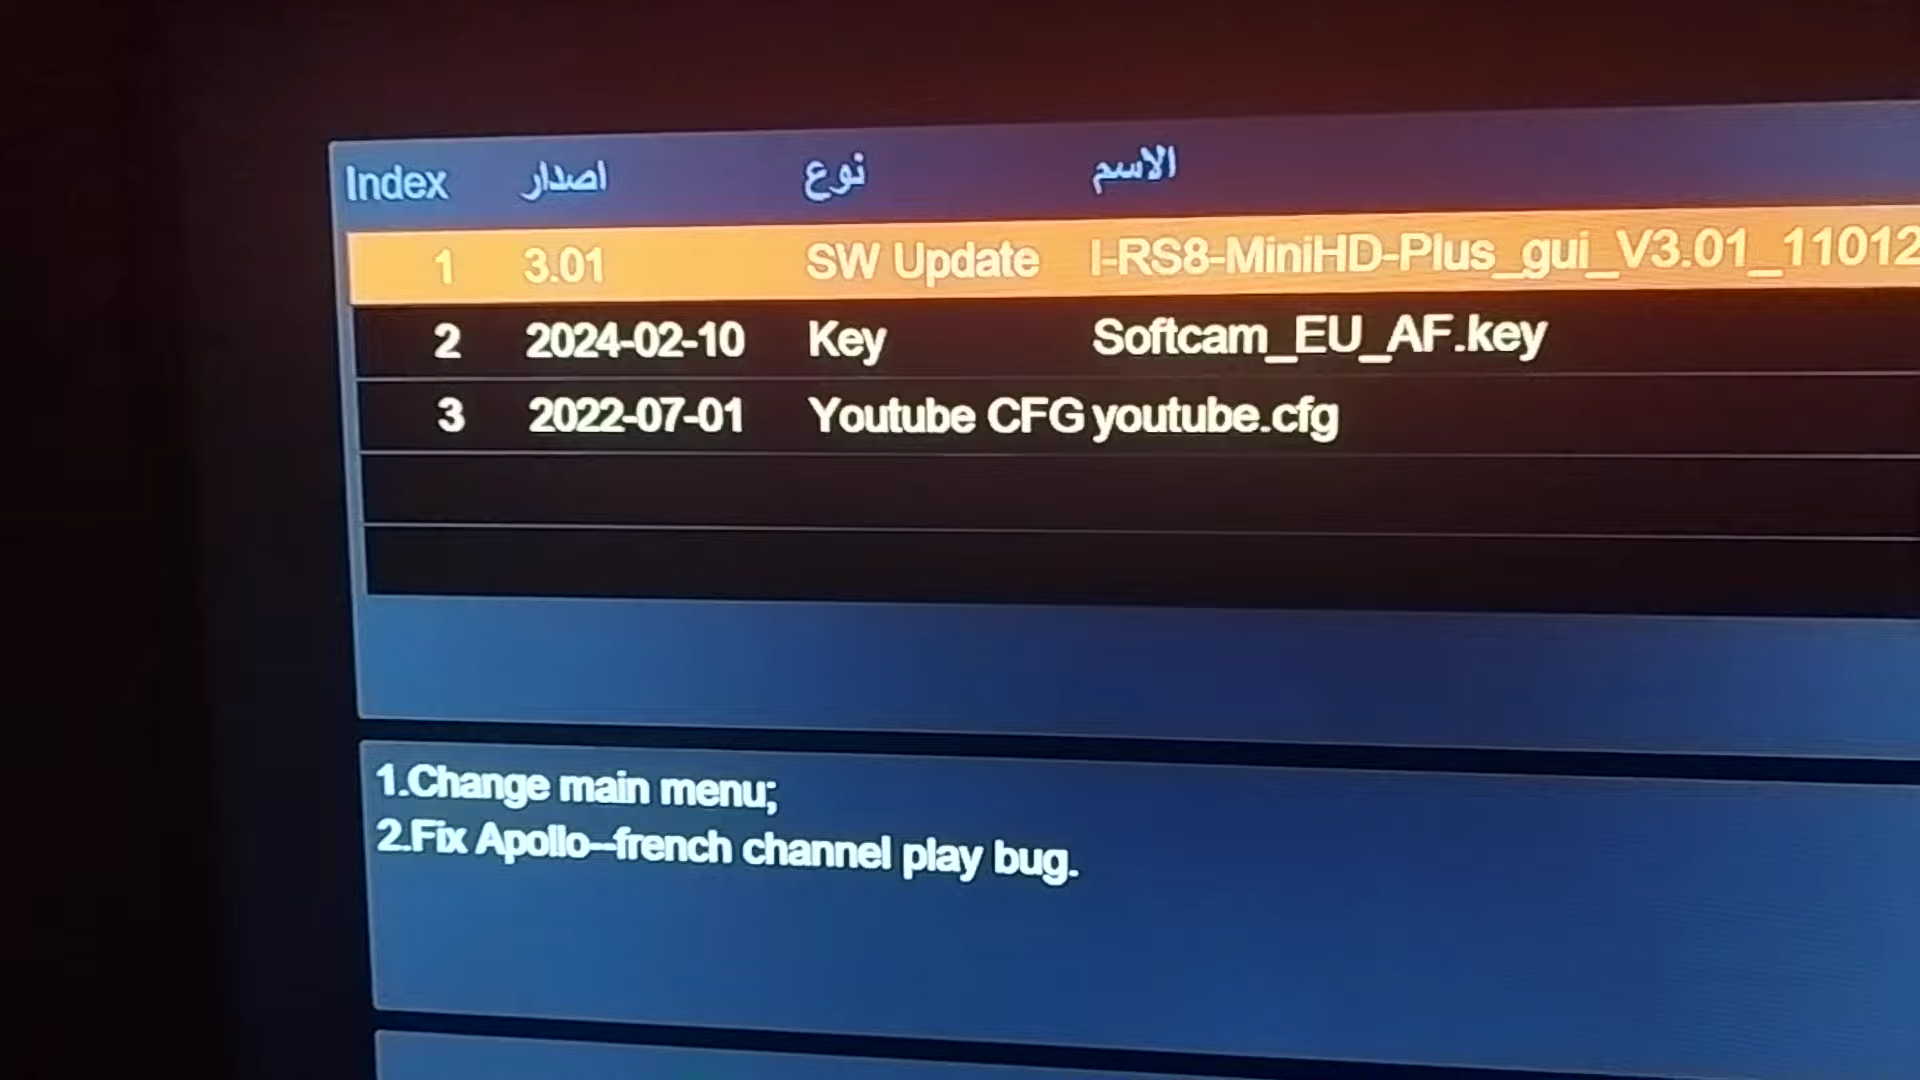 Index اصدار نوع الاسم
1 3.01 SW Update I-RS8-MiniHD-Plus_gui_V3.01_11012
2 2024-02-10 Key Softcam_EU_AF.key
3 2022-07-01 Youtube CFG youtube.cfg
1.Change main menu;
2.Fix Apollo--french channel play bug.